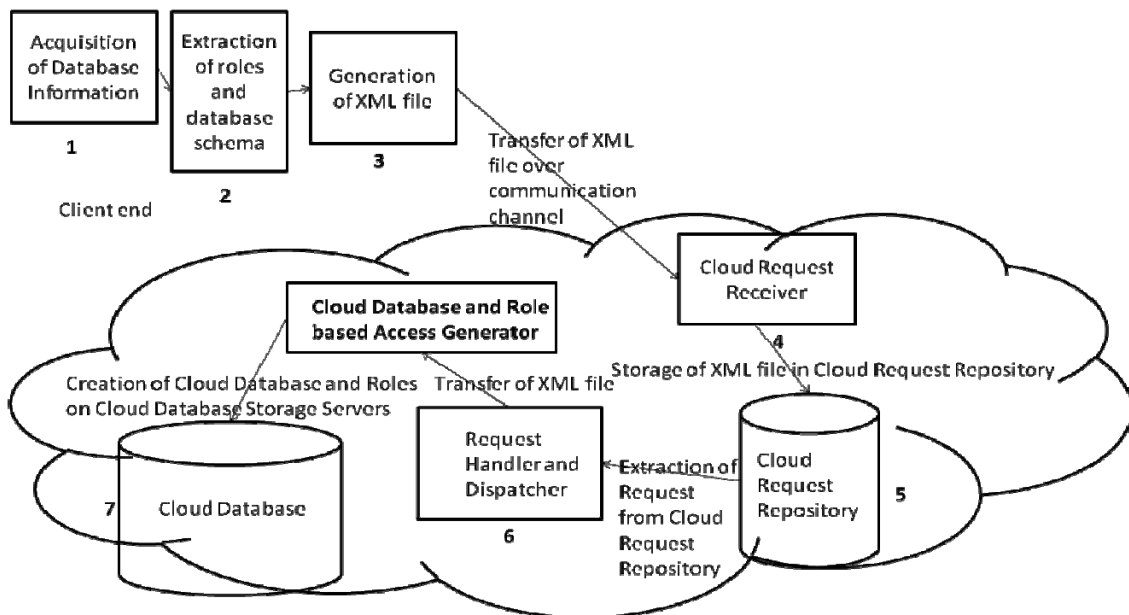 Acquisition
of Database
Information
1
Extraction
of roles
and
database
schema
2
Generation
of XML file
3
Client end
Transfer of XML
file over
communication
channel
Cloud Request
Receiver
4
Storage of XML file in Cloud Request Repository
Cloud
Request
Repository
5
Extraction of
Request
from Cloud
Request
Repository
Request
Handler and
Dispatcher
6
Transfer of XML file
Cloud Database and Role
based Access Generator
Creation of Cloud Database and Roles
on Cloud Database Storage Servers
7
Cloud Database